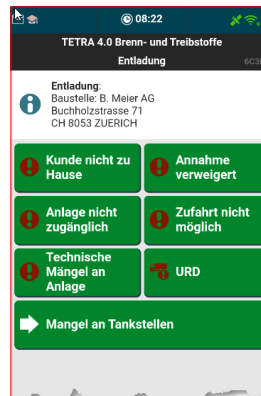 08:22
TETRA 4.0 Brenn- und Treibstoffe
Entladung
Entladung:
Baustelle: B. Meier AG
Buchholzstrasse 71
CH 8053 ZUERICH
Kunde nicht zu
Hause
Annahme
verweigert
Anlage nicht
zugänglich
Zufahrt nicht
möglich
Technische
Mängel an
Anlage
URD
Mangel an Tankstellen